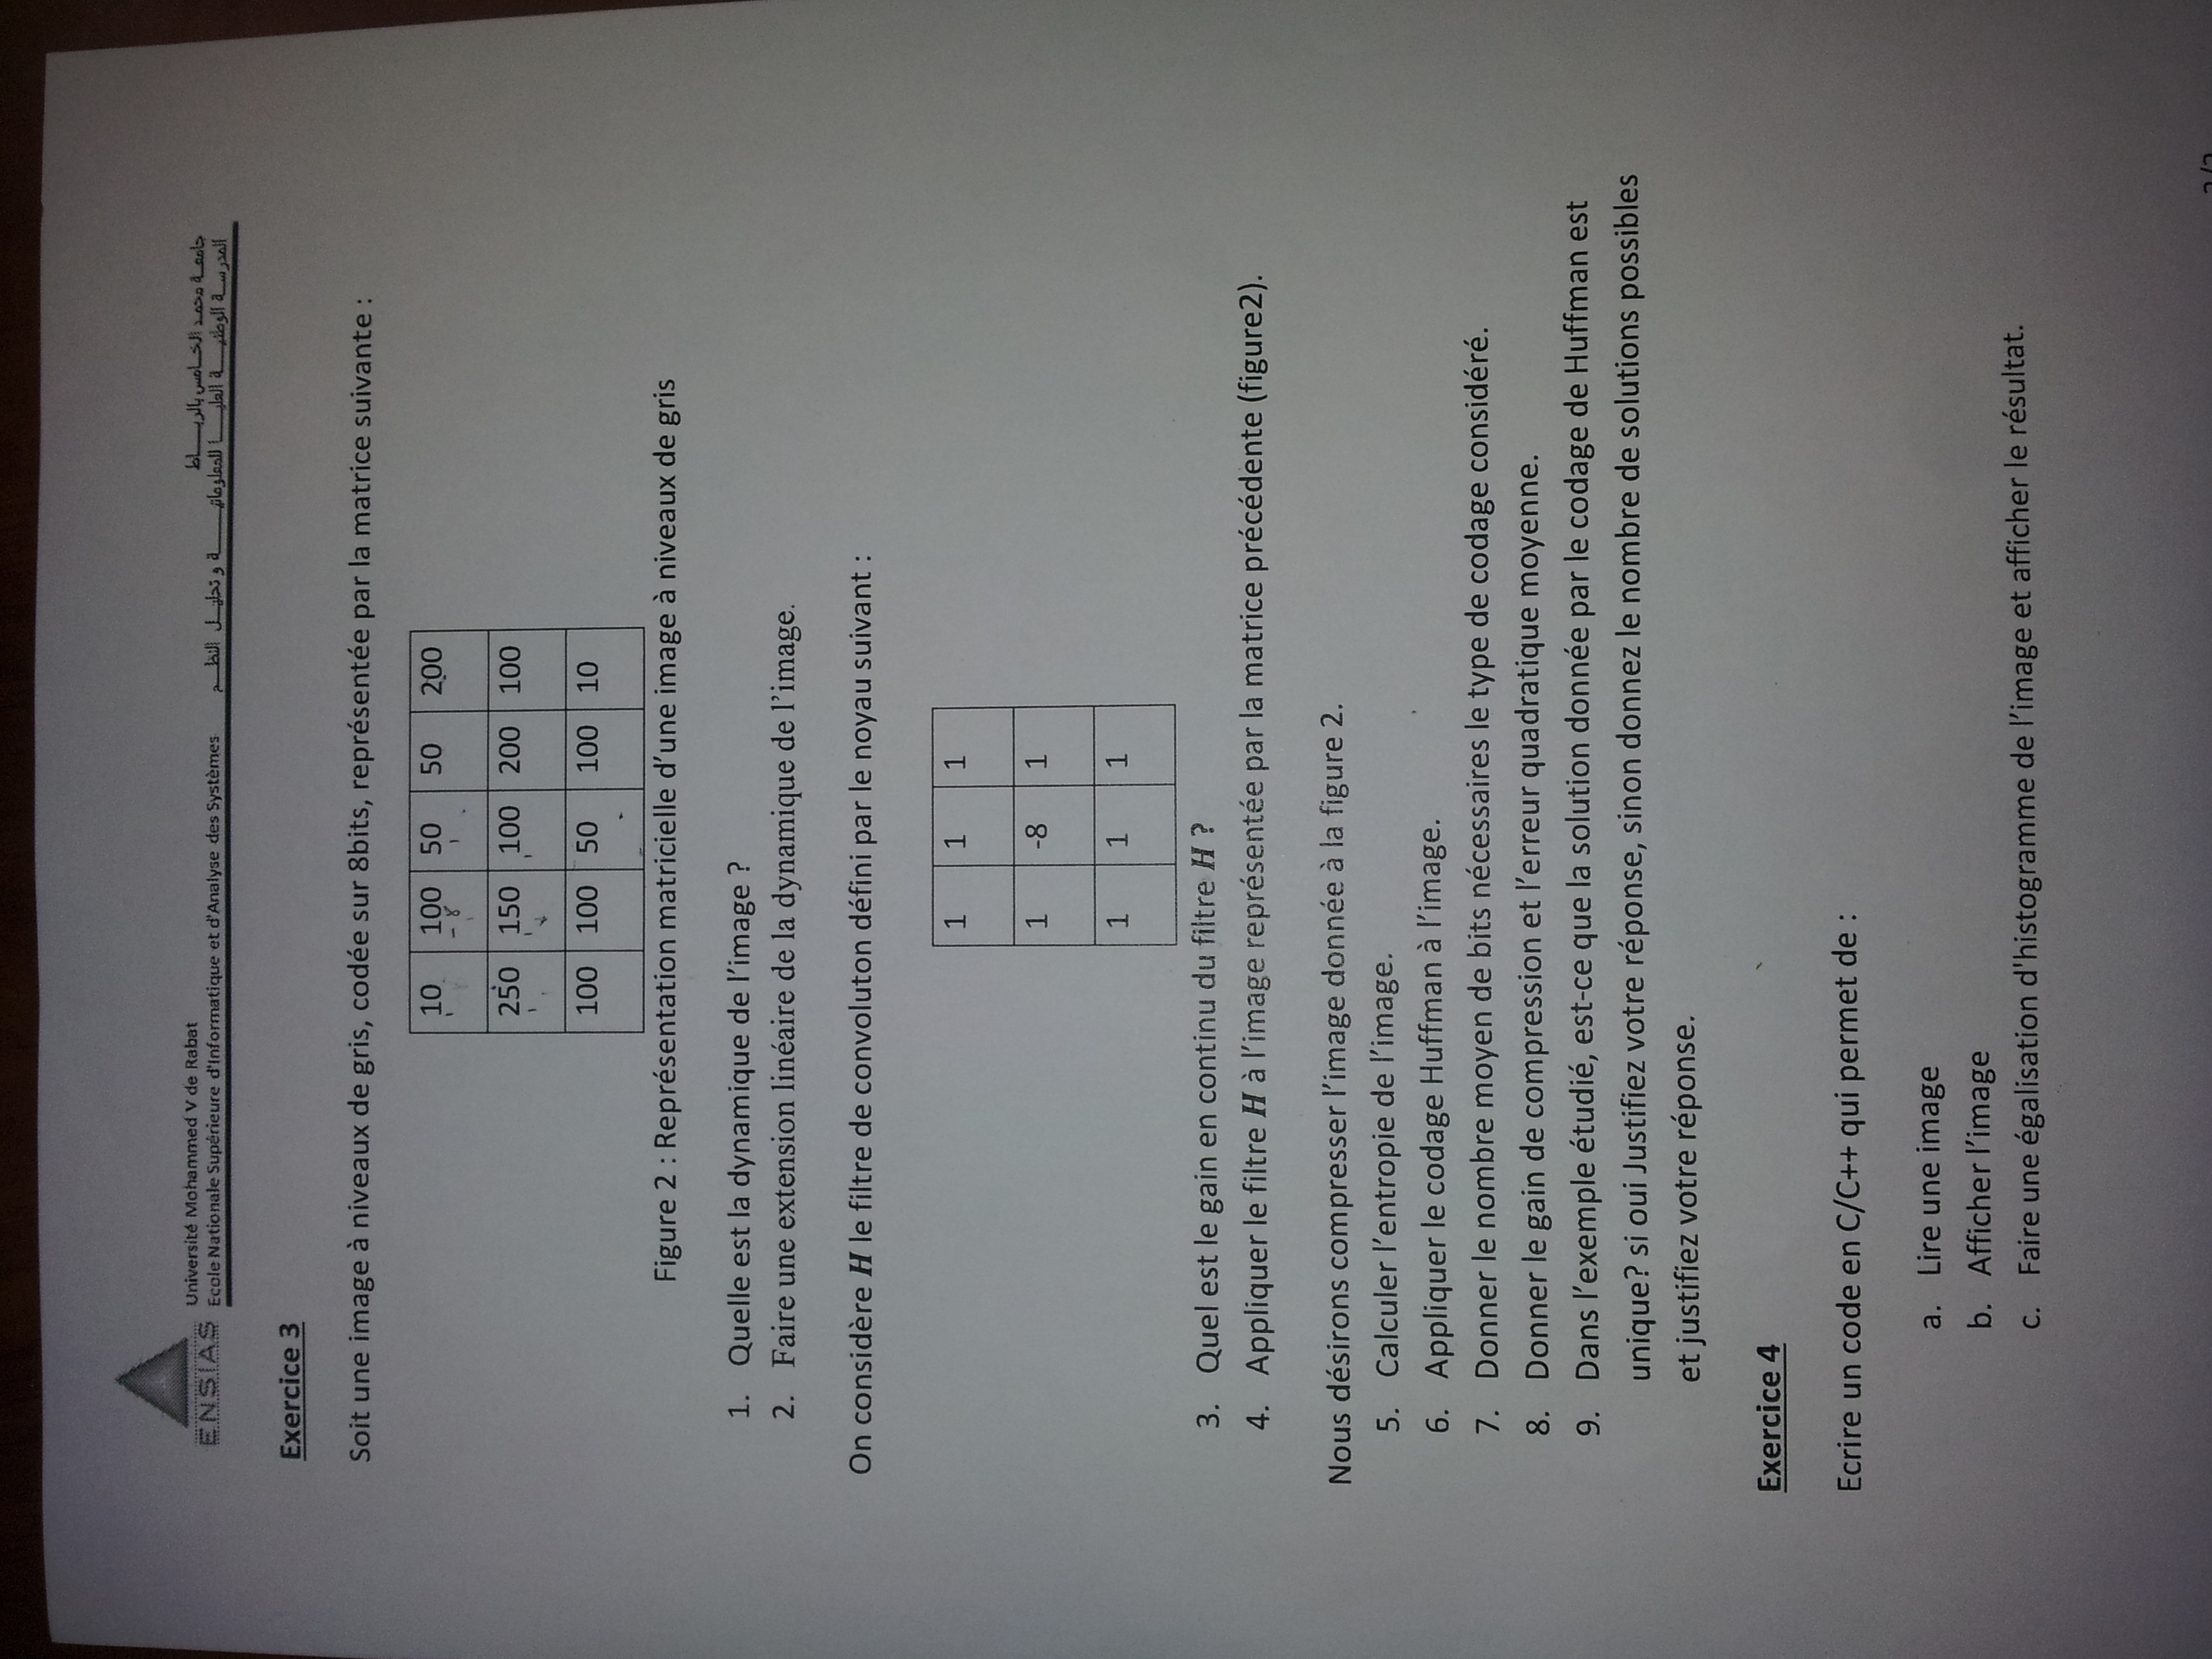 ENSIAS
Université Mohammed V de Rabat
Ecole Nationale Supérieure d'Informatique et d'Analyse des Systèmes
جامعة محمد الخامس بالرباط
المدرسة الوطنية العليا للمعلوماتية و تحليل النظم
Exercice 3
Soit une image à niveaux de gris, codée sur 8bits, représentée par la matrice suivante :
10 100 50 50 200
- 8
250 150 100 200 100
100 100 50 100 10
Figure 2 : Représentation matricielle d'une image à niveaux de gris
1. Quelle est la dynamique de l'image ?
2. Faire une extension linéaire de la dynamique de l'image.
On considère H le filtre de convoluton défini par le noyau suivant :
1 1 1
1 -8 1
1 1 1
3. Quel est le gain en continu du filtre H ?
4. Appliquer le filtre H à l'image représentée par la matrice précédente (figure2).
Nous désirons compresser l'image donnée à la figure 2.
5. Calculer l'entropie de l'image.
6. Appliquer le codage Huffman à l'image.
7. Donner le nombre moyen de bits nécessaires le type de codage considéré.
8. Donner le gain de compression et l'erreur quadratique moyenne.
9. Dans l'exemple étudié, est-ce que la solution donnée par le codage de Huffman est
unique? si oui Justifiez votre réponse, sinon donnez le nombre de solutions possibles
et justifiez votre réponse.
Exercice 4
Ecrire un code en C/C++ qui permet de :
a. Lire une image
b. Afficher l'image
c. Faire une égalisation d'histogramme de l'image et afficher le résultat.